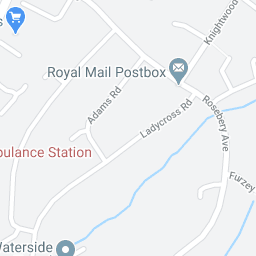 s
Knightwood
Royal Mail Postbox
Adams Rd
Ladycross Rd
Rosebery Ave
bulance Station
Furzey
Waterside